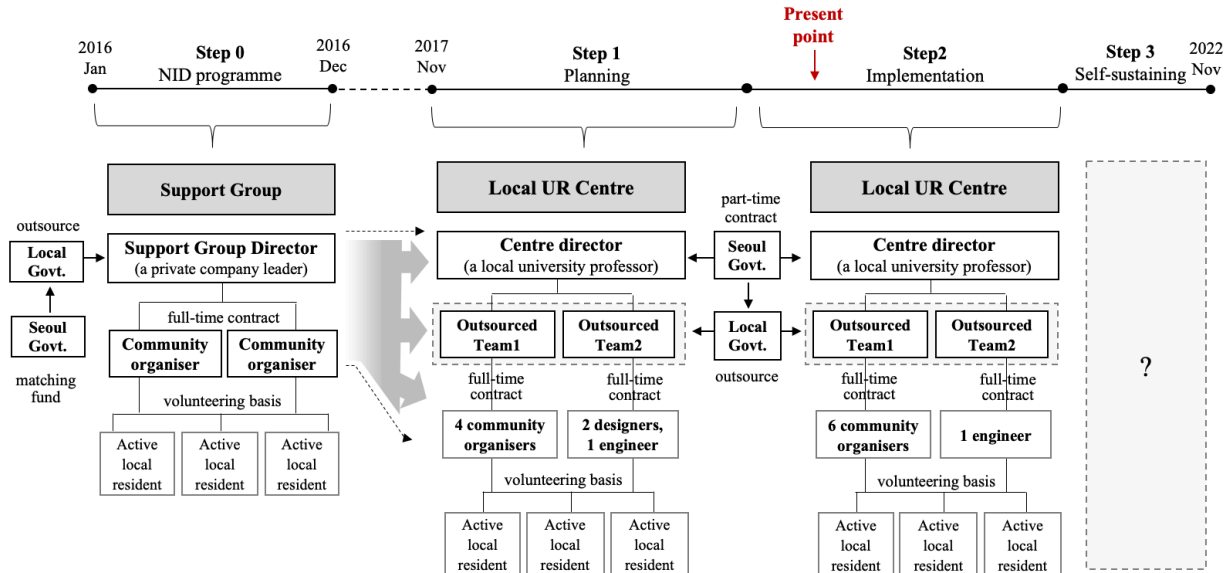 2016
Jan
Step 0
NID programme
2016
Dec
2017
Nov
Step 1
Planning
Present
point
Step2
Implementation
Step 3
Self-sustaining
2022
Nov
Support Group
outsource
Local
Govt.
Seoul
Govt.
matching
fund
Support Group Director
(a private company leader)
full-time contract
Community
organiser
Community
organiser
volunteering basis
Active
local
resident
Active
local
resident
Active
local
resident
Local UR Centre
Centre director
(a local university professor)
Outsourced
Team1
Outsourced
Team2
full-time
contract
full-time
contract
4 community
organisers
2 designers,
1 engineer
volunteering basis
Active
local
resident
Active
local
resident
Active
local
resident
part-time
contract
Seoul
Govt.
Local
Govt.
outsource
Local UR Centre
Centre director
(a local university professor)
Outsourced
Team1
Outsourced
Team2
full-time
contract
full-time
contract
6 community
organisers
1 engineer
volunteering basis
Active
local
resident
Active
local
resident
Active
local
resident
?